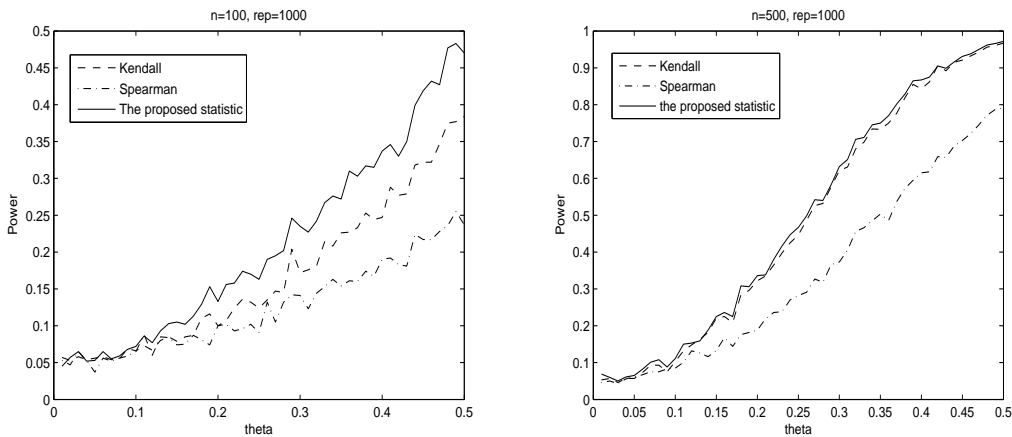 n=100, rep=1000
0.5
0.45
0.4
0.35
0.3
0.25
0.2
0.15
0.1
0.05
0
Power
Kendall
Spearman
The proposed statistic
0 0.1 0.2 0.3 0.4 0.5
theta
n=500, rep=1000
1
0.9
0.8
0.7
0.6
0.5
0.4
0.3
0.2
0.1
0
Power
Kendall
Spearman
the proposed statistic
0 0.05 0.1 0.15 0.2 0.25 0.3 0.35 0.4 0.45 0.5
theta